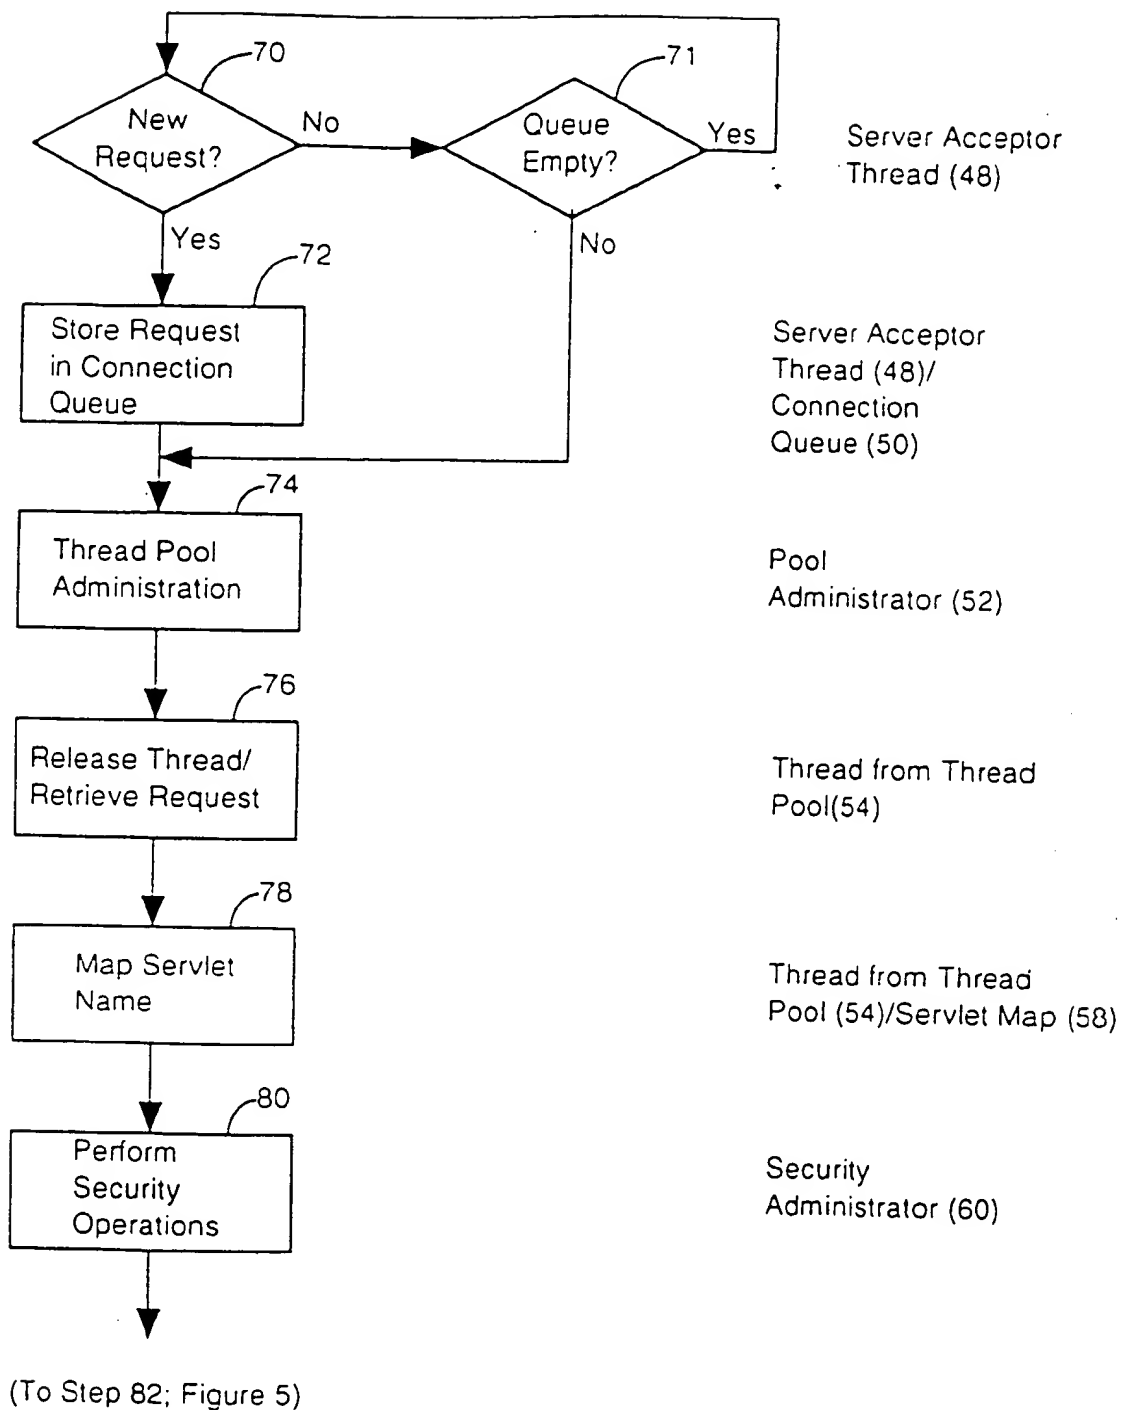 70
New
Request?
No
71
Queue
Empty?
Yes
Server Acceptor
Thread (48)
Yes
No
72
Store Request
in Connection
Queue
Server Acceptor
Thread (48)/
Connection
Queue (50)
74
Thread Pool
Administration
Pool
Administrator (52)
76
Release Thread/
Retrieve Request
Thread from Thread
Pool(54)
78
Map Servlet
Name
Thread from Thread
Pool (54)/Servlet Map (58)
80
Perform
Security
Operations
Security
Administrator (60)
(To Step 82; Figure 5)